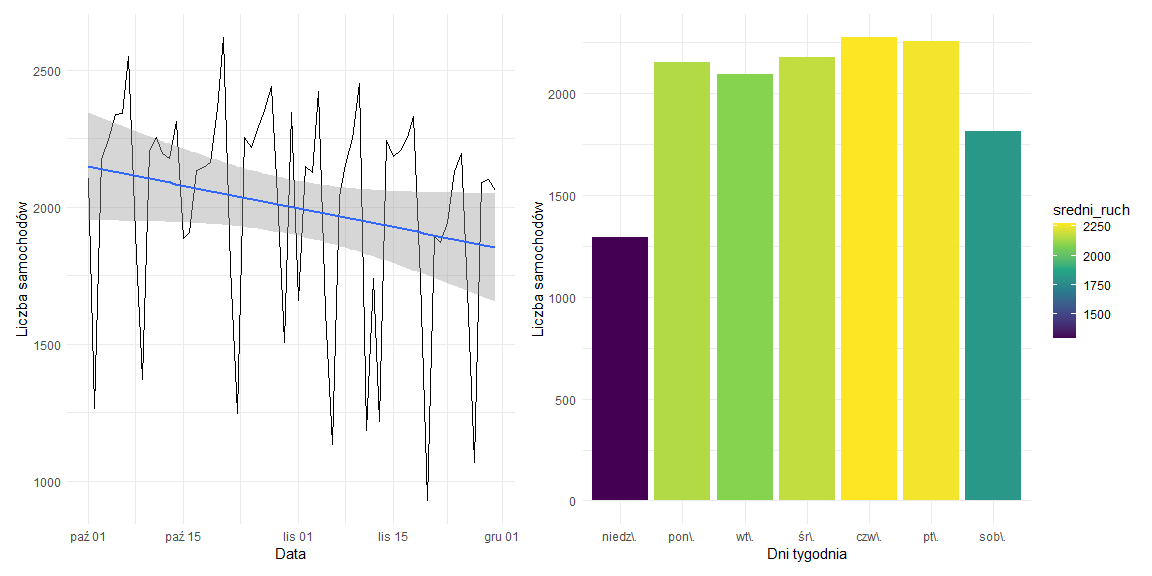 Liczba samochodów
2500
2000
1500
1000
paź 01
paź 15
lis 01
lis 15
gru 01
Data
Liczba samochodów
2000
1500
1000
500
0
niedz\.
pon\.
wt\.
śr\.
czw\.
pt\.
sob\.
Dni tygodnia
sredni_ruch
2250
2000
1750
1500